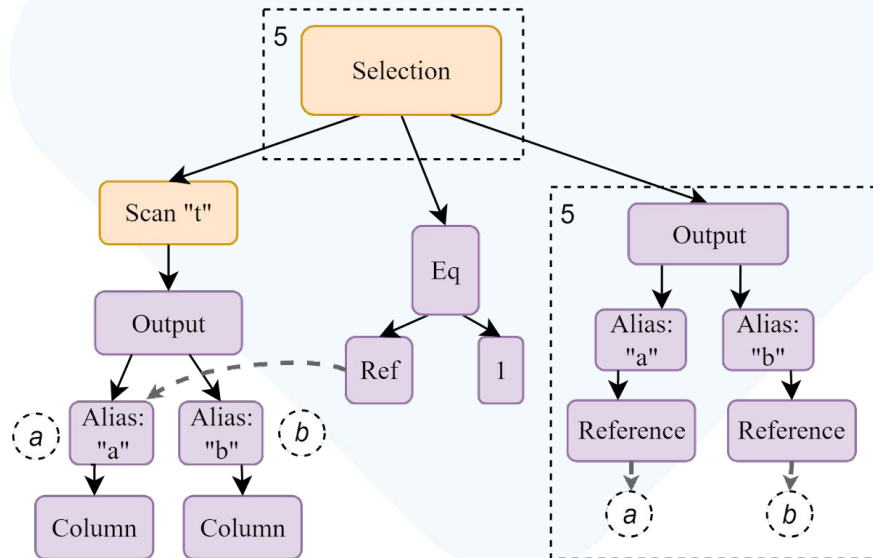 5
Selection
Scan "t"
5
Output
Eq
Output
Alias:
"a"
Alias:
"b"
Ref
1
a
Alias:
"a"
Alias:
"b"
b
Reference
Reference
Column
Column
a
b